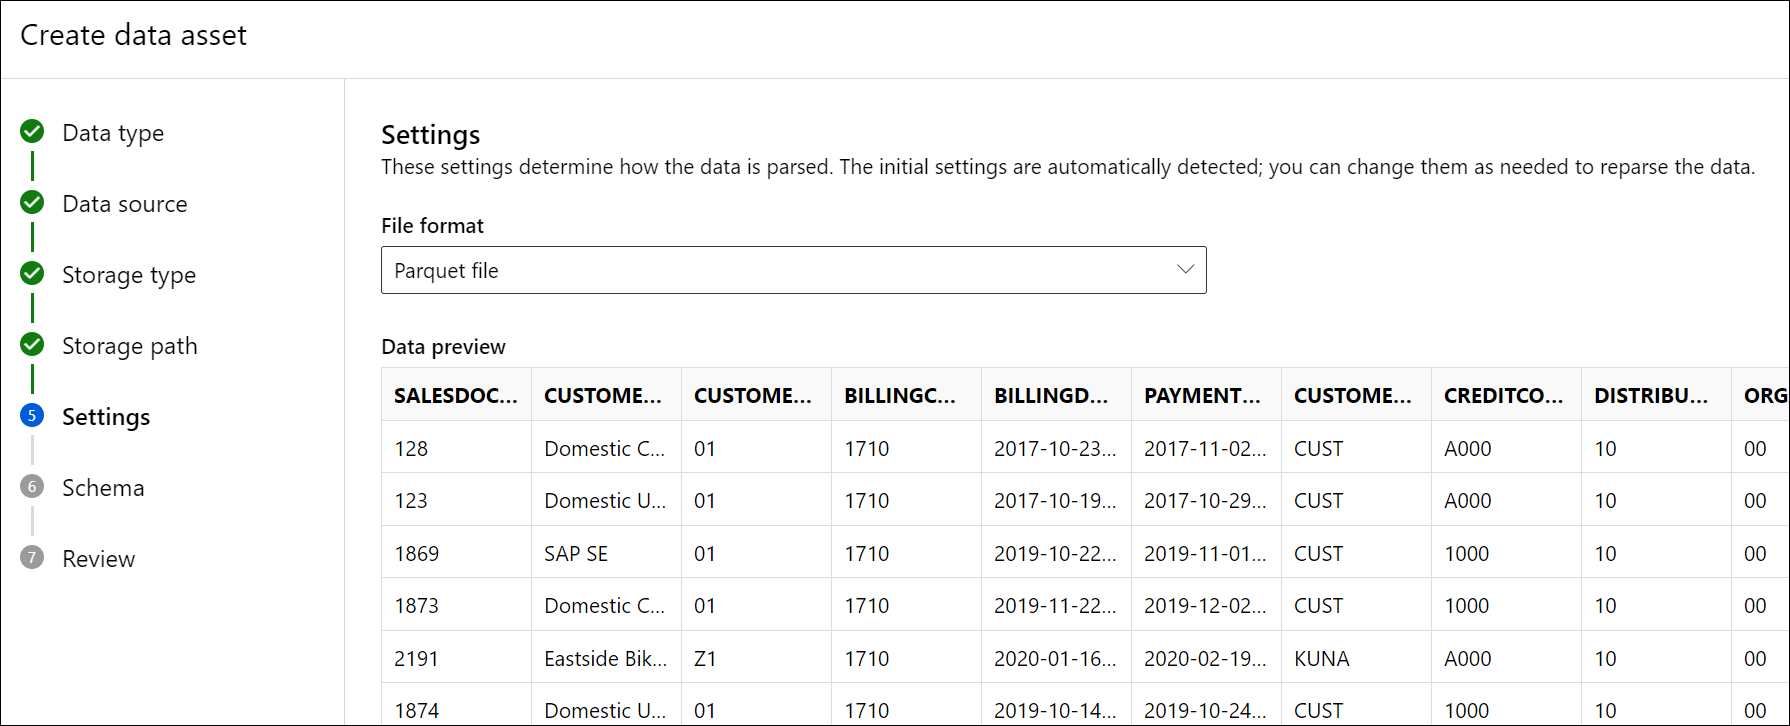 Create data asset
Data type
Data source
Storage type
Storage path
5 Settings
6 Schema
7 Review
Settings
These settings determine how the data is parsed. The initial settings are automatically detected; you can change them as needed to reparse the data.
File format
Parquet file
Data preview
SALESDOC... CUSTOME... CUSTOME... BILLINGC... BILLINGD... PAYMENT... CUSTOME... CREDITCO... DISTRIBU... ORG
128 Domestic C... 01 1710 2017-10-23... 2017-11-02... CUST A000 10 00
123 Domestic U... 01 1710 2017-10-19... 2017-10-29... CUST A000 10 00
1869 SAP SE 01 1710 2019-10-22... 2019-11-01... CUST 1000 10 00
1873 Domestic C... 01 1710 2019-11-22... 2019-12-02... CUST 1000 10 00
2191 Eastside Bik... Z1 1710 2020-01-16... 2020-02-19... KUNA A000 10 00
1874 Domestic U... 01 1710 2019-10-14... 2019-10-24... CUST 1000 10 00